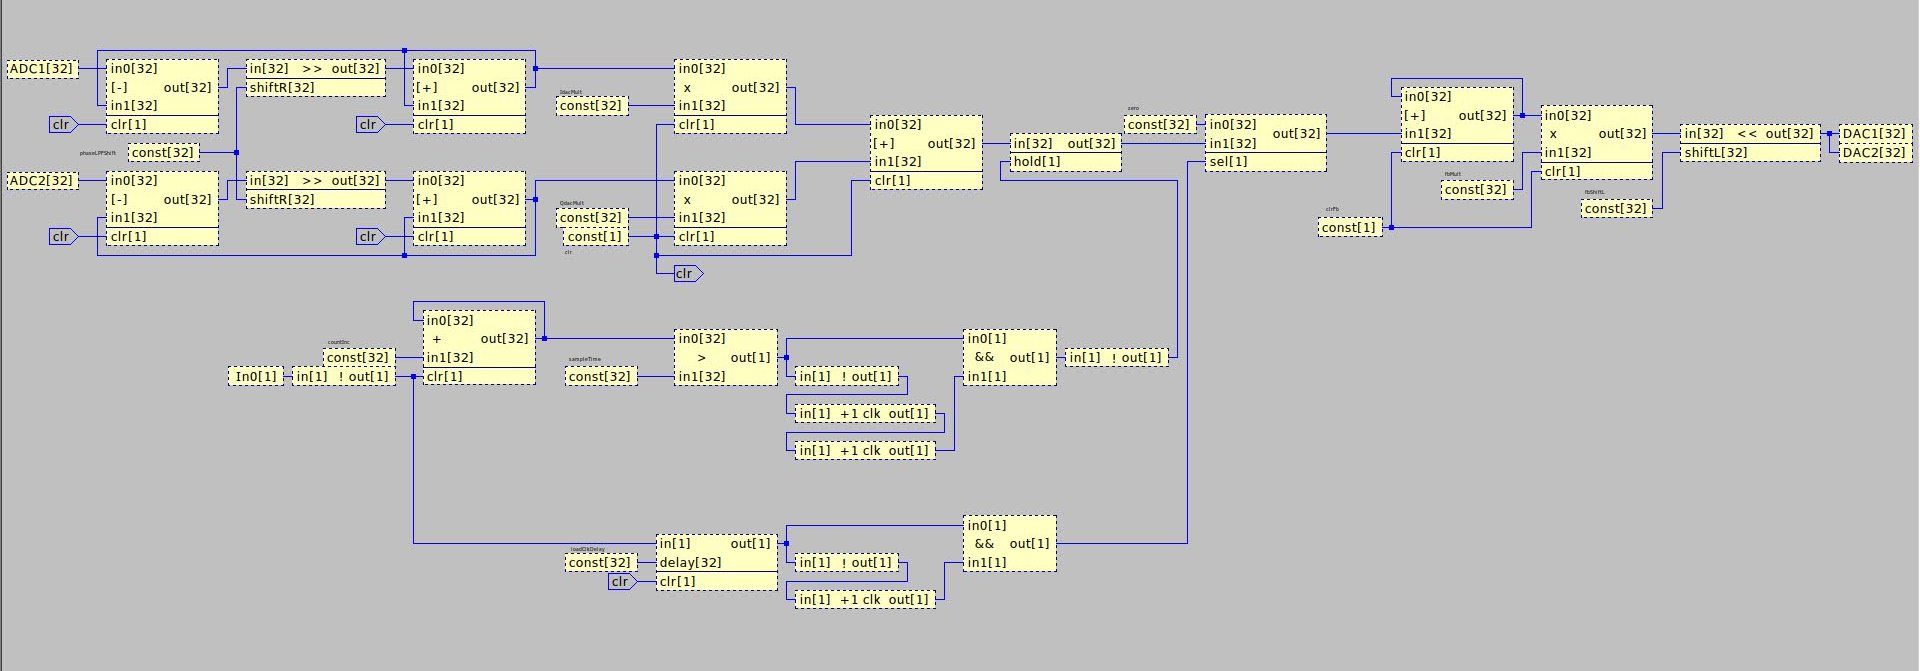 ADC1[32]
in0[32]
[-] out[32]
in1[32]
clr[1]
clr
in[32] >> out[32]
shiftR[32]
in0[32]
[+] out[32]
in1[32]
clr[1]
clr
phaseLPFShift
const[32]
ADC2[32]
in0[32]
[-] out[32]
in1[32]
clr[1]
clr
in[32] >> out[32]
shiftR[32]
in0[32]
[+] out[32]
in1[32]
clr[1]
clr
IdacMult
const[32]
in0[32]
x out[32]
in1[32]
clr[1]
QdacMult
const[32]
const[1]
clr
in0[32]
x out[32]
in1[32]
clr[1]
clr
in0[32]
[+] out[32]
in1[32]
clr[1]
in[32] out[32]
hold[1]
zero
const[32]
in0[32]
out[32]
in1[32]
sel[1]
in0[32]
[+] out[32]
in1[32]
clr[1]
clrFb
const[1]
fbMult
const[32]
in0[32]
x out[32]
in1[32]
clr[1]
fbShiftL
const[32]
in[32] << out[32]
shiftL[32]
DAC1[32]
DAC2[32]
In0[1]
in[1] ! out[1]
countInc
const[32]
in0[32]
+ out[32]
in1[32]
clr[1]
sampleTime
const[32]
in0[32]
> out[1]
in1[32]
in[1] ! out[1]
in[1] +1 clk out[1]
in[1] +1 clk out[1]
in0[1]
&& out[1]
in1[1]
in[1] ! out[1]
const[32]
clr
in[1] out[1]
delay[32]
clr[1]
in[1] ! out[1]
in[1] +1 clk out[1]
in0[1]
&& out[1]
in1[1]